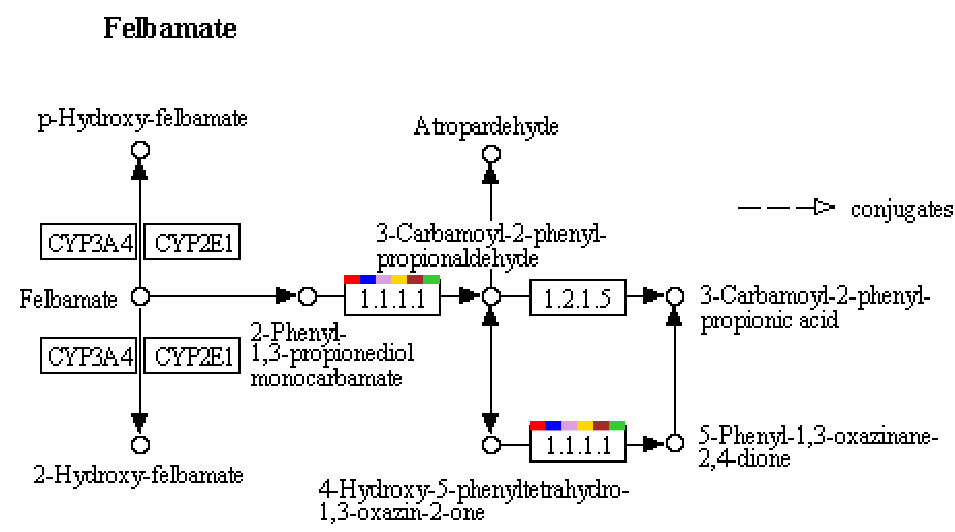 Felbamate
p-Hydroxy-felbamate
Atropardehyde
conjugates
CYP3A4
CYP2E1
3-Carbamoyl-2-phenyl-
propionaldehyde
Felbamate
1.1.1.1
1.2.1.5
3-Carbamoyl-2-phenyl-
propionic acid
2-Phenyl-
1,3-propionediol
monocarbamate
CYP3A4
CYP2E1
1.1.1.1
5-Phenyl-1,3-oxazinane-
2,4-dione
2-Hydroxy-felbamate
4-Hydroxy-5-phenyltetrahydro-
1,3-oxazin-2-one